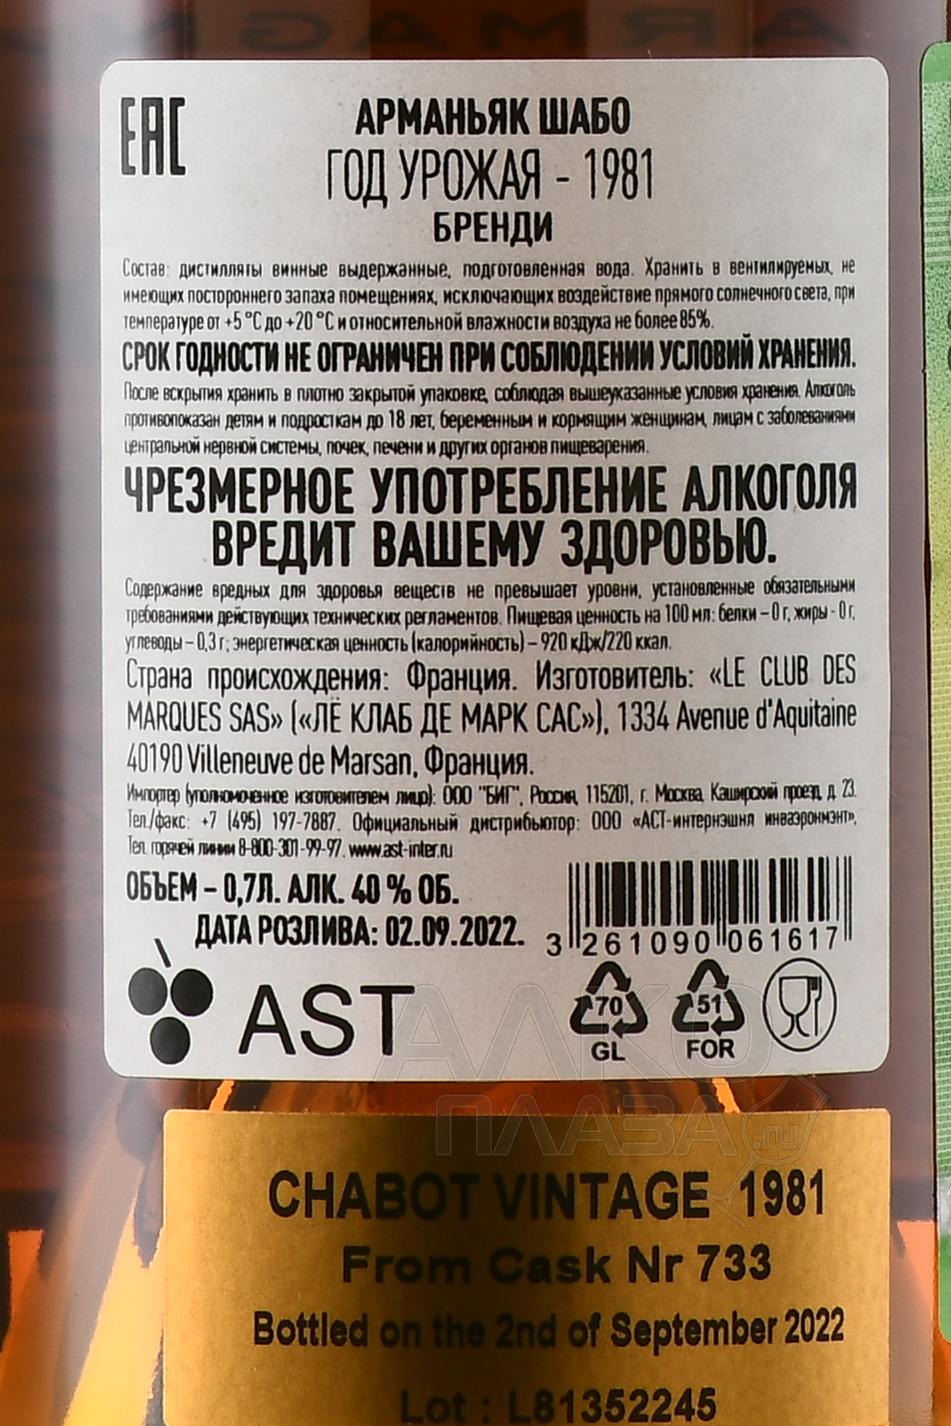 ARMAG
EAC
АРМАНЬЯК ШАБО
ГОД УРОЖАЯ - 1981
БРЕНДИ
Состав: дистилляты винные выдержанные, подготовленная вода. Хранить в вентилируемых, не
имеющих постороннего запаха помещениях, исключающих воздействие прямого солнечного света, при
температуре от +5 °С до +20 °С и относительной влажности воздуха не более 85%.
СРОК ГОДНОСТИ НЕ ОГРАНИЧЕН ПРИ СОБЛЮДЕНИИ УСЛОВИЙ ХРАНЕНИЯ.
После вскрытия хранить в плотно закрытой упаковке, соблюдая вышеуказанные условия хранения. Алкоголь
противопоказан детям и подросткам до 18 лет, беременным и кормящим женщинам, лицам с заболеваниями
центральной нервной системы, почек, печени и других органов пищеварения.
ЧРЕЗМЕРНОЕ УПОТРЕБЛЕНИЕ АЛКОГОЛЯ
ВРЕДИТ ВАШЕМУ ЗДОРОВЬЮ.
Содержание вредных для здоровья веществ не превышает уровни, установленные обязательными
требованиями действующих технических регламентов. Пищевая ценность на 100 мл: белки – 0 г, жиры - 0 г,
углеводы – 0,3 г; энергетическая ценность (калорийность) – 920 кДж/220 ккал.
Страна происхождения: Франция. Изготовитель: «LE CLUB DES
MARQUES SAS» («ЛЁ КЛАБ ДЕ МАРК САС»), 1334 Avenue d'Aquitaine
40190 Villeneuve de Marsan, Франция.
Импортер (уполномоченное изготовителем лицо): ООО "БИГ", Россия, 115201, г. Москва, Каширский проезд, д. 23.
Тел./факс: +7 (495) 197-7887. Официальный дистрибьютор: ООО «АСТ-интернэшнл инваэронмэнт».
Тел. горячей линии 8-800-301-99-97. www.ast-inter.ru
ОБЪЕМ – 0,7Л. АЛК. 40 % ОБ.
ДАТА РОЗЛИВА: 02.09.2022.
3 261090 061617
AST
70
GL
51
FOR
АЛКО
ПЛАЗА.ru
CHABOT VINTAGE 1981
From Cask Nr 733
Bottled on the 2nd of September 2022
Lot : L81352245